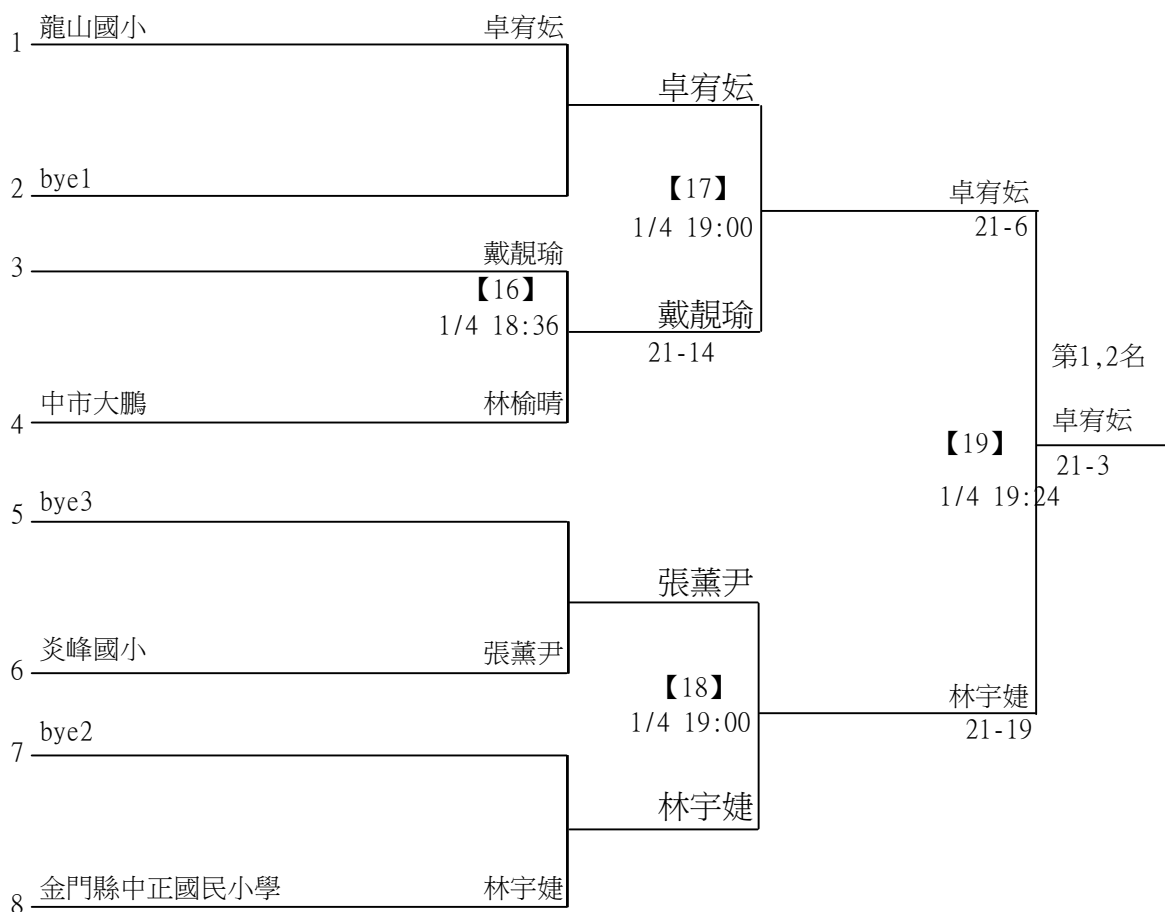 1 龍山國小 卓宥妘
卓宥妘
2 bye1
【17】
1/4 19:00
卓宥妘
21-6
3 戴靚瑜
【16】
1/4 18:36
戴靚瑜
21-14
第1,2名
4 中市大鵬 林榆晴
卓宥妘
【19】
21-3
1/4 19:24
5 bye3
張薰尹
6 炎峰國小 張薰尹
【18】
1/4 19:00
林宇婕
21-19
7 bye2
林宇婕
8 金門縣中正國民小學 林宇婕